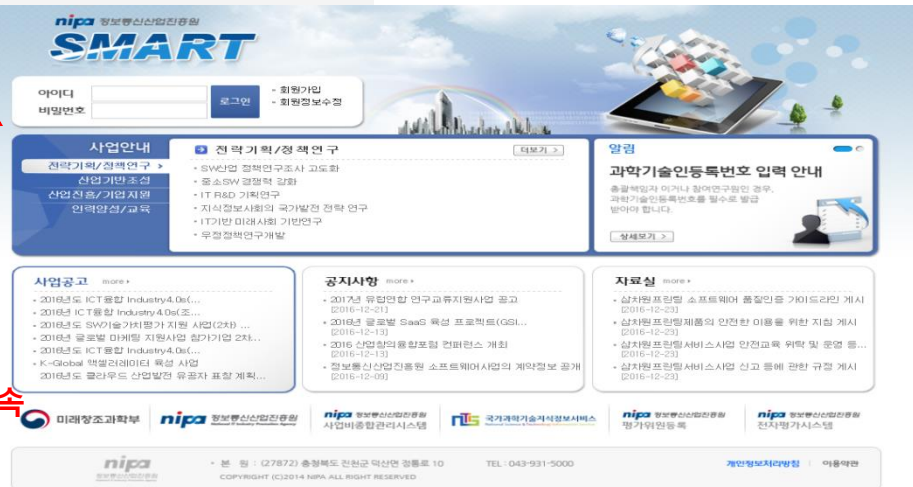 nipa 정보통신산업진흥원
SMART
아이디
비밀번호
로그인
- 회원가입
- 회원정보수정
사업안내
전략기획/정책연구 >
산업기반조성
산업진흥/기업지원
인력양성/교육
전략기획/정책연구
더보기 >
• SW산업 정책연구조사 고도화
• 중소SW경쟁력 강화
• IT R&D 기획연구
• 지식정보사회의 국가발전 전략 연구
• IT기반 미래사회 기반연구
• 우정정책연구개발
알림
과학기술인등록번호 입력 안내
총괄책임자 이거나 참여연구원인 경우,
과학기술인등록번호를 필수로 발급
받아야 합니다.
상세보기 >
사업공고 more
• 2016년도 ICT융합 Industry4.0s(...
• 2016년 ICT융합 Industry4.0s(조...
• 2016년도 SW기술가치평가 지원 사업(2차) ...
• 2016년 글로벌 마케팅 지원사업 참가기업 2차...
• 2016년도 ICT융합 Industry4.0s(...
• K-Global 액셀러레이터 육성 사업
2016년도 클라우드 산업발전 유공자 표창 계획...
공지사항 more
• 2017년 유럽연합 연구교류지원사업 공고
[2016-12-21]
• 2016년 글로벌 SaaS 육성 프로젝트(GSI...
[2016-12-13]
• 2016 산업창의융합포럼 컨퍼런스 개최
[2016-12-13]
• 정보통신산업진흥원 소프트웨어사업의 계약정보 공개
[2016-12-09]
자료실 more
• 삼차원프린팅 소프트웨어 품질인증 가이드라인 게시
[2016-12-23]
• 삼차원프린팅제품의 안전한 이용을 위한 지침 게시
[2016-12-23]
• 삼차원프린팅서비스사업 안전교육 위탁 및 운영 등...
[2016-12-23]
• 삼차원프린팅서비스사업 신고 등에 관한 규정 게시
[2016-12-23]
속
미래창조과학부
nipa 정보통신산업진흥원
nipa 정보통신산업진흥원
사업비종합관리시스템
nTis 국가과학기술지식정보서비스
nipa 정보통신산업진흥원
평가위원등록
nipa 정보통신산업진흥원
전자평가시스템
nipa
정보통신산업진흥원
• 본 원 : (27872) 충청북도 진천군 덕산면 정통로 10 TEL : 043-931-5000
COPYRIGHT (C)2014 NIPA ALL RIGHT RESERVED
개인정보처리방침
이용약관